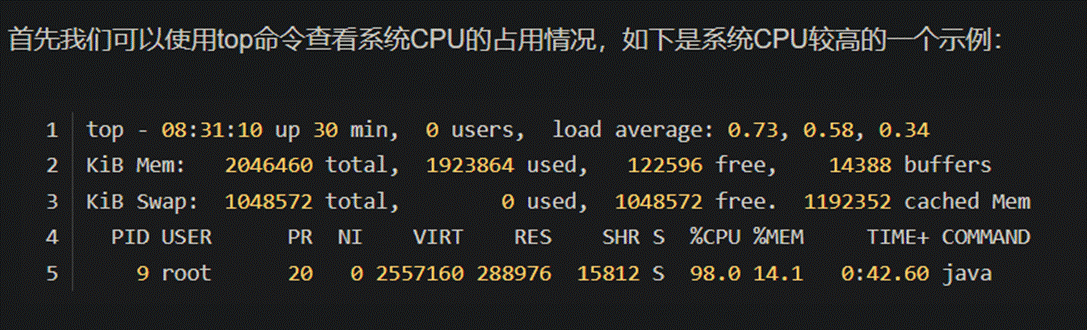 首先我们可以使用top命令查看系统CPU的占用情况，如下是系统CPU较高的一个示例：
1 top - 08:31:10 up 30 min,  0 users,  load average: 0.73, 0.58, 0.34
2 KiB Mem:   2046460 total,  1923864 used,   122596 free,    14388 buffers
3 KiB Swap:  1048572 total,        0 used,  1048572 free.  1192352 cached Mem
4   PID USER      PR  NI    VIRT    RES    SHR S  %CPU %MEM     TIME+ COMMAND
5     9 root      20   0 2557160 288976  15812 S  98.0 14.1   0:42.60 java